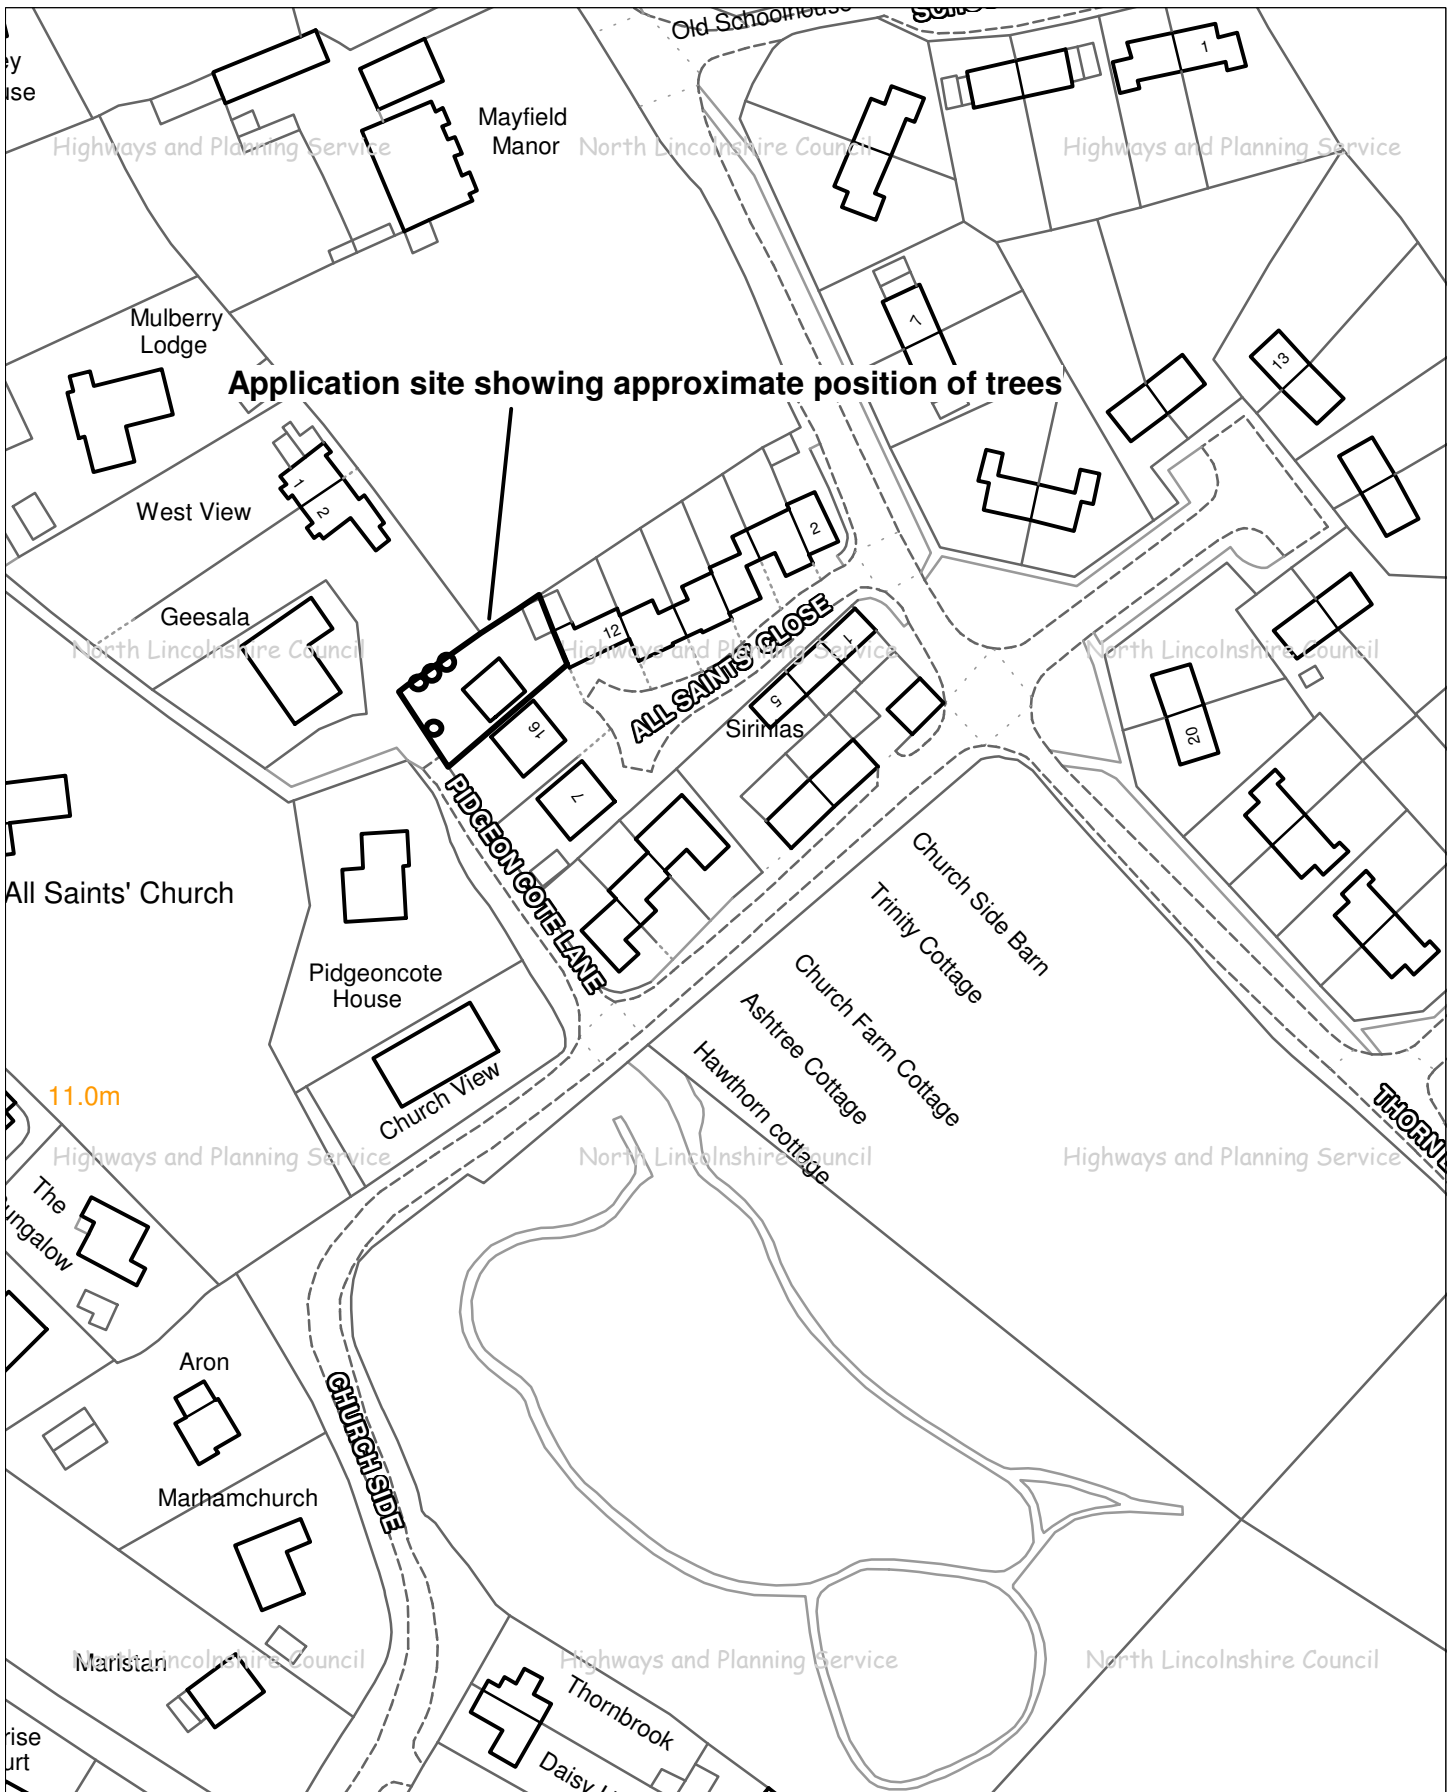 Old Schoolhouse
1
Mayfield
Manor
Highways and Planning Service
North Lincolnshire Council
Highways and Planning Service
Mulberry
Lodge
7
13
Application site showing approximate position of trees
West View
1
2
2
Geesala
12
North Lincolnshire Council
Highways and Planning Service
North Lincolnshire Council
ALL SAINTS CLOSE
1
5
16
Sirimas
20
7
PIDGEON COTE LANE
All Saints' Church
Church Side Barn
Trinity Cottage
Church Farm Cottage
Ashtree Cottage
Hawthorn cottage
Pidgeoncote
House
Church View
11.0m
Highways and Planning Service
North Lincolnshire Council
Highways and Planning Service
The
Aron
CHURCH SIDE
Marhamchurch
Marlstan
North Lincolnshire Council
Highways and Planning Service
North Lincolnshire Council
Thornbrook
Daisy